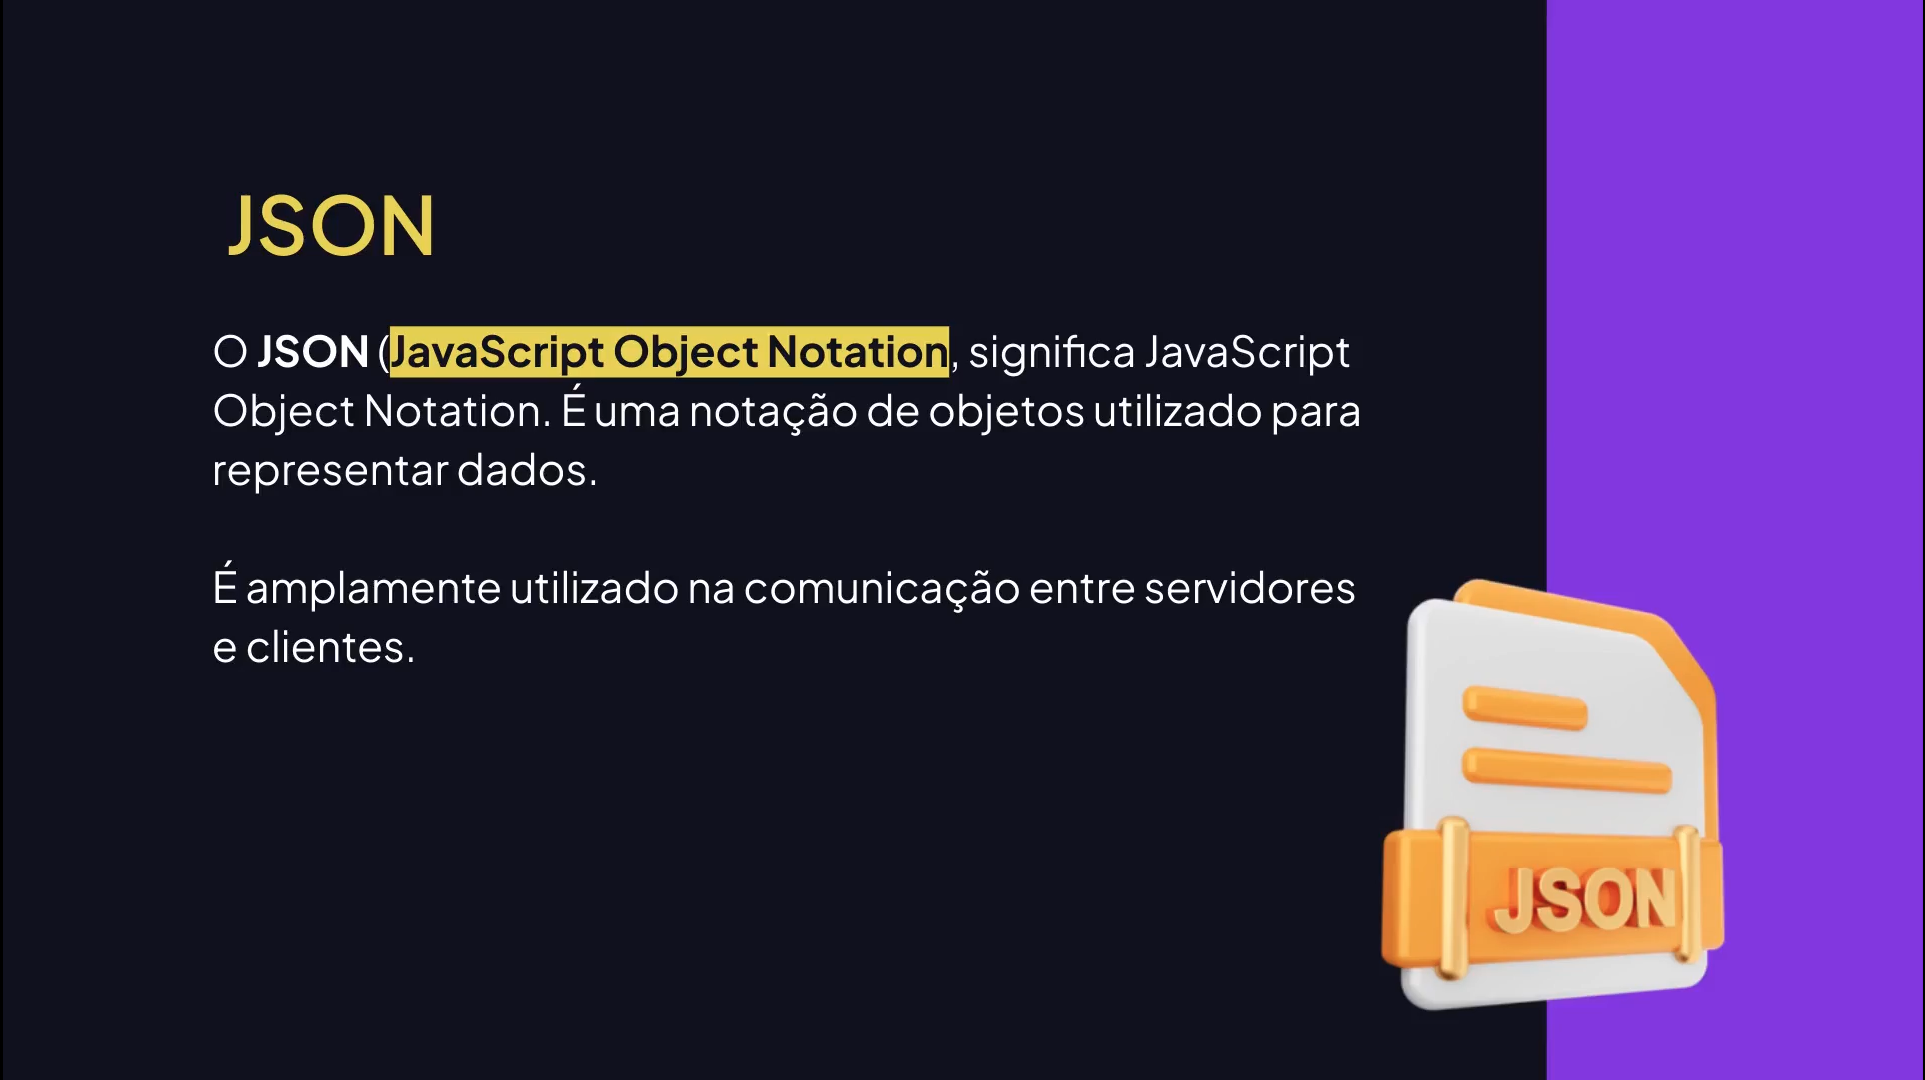 JSON
O JSON (JavaScript Object Notation, significa JavaScript
Object Notation. É uma notação de objetos utilizado para
representar dados.
É amplamente utilizado na comunicação entre servidores
e clientes.
JSON